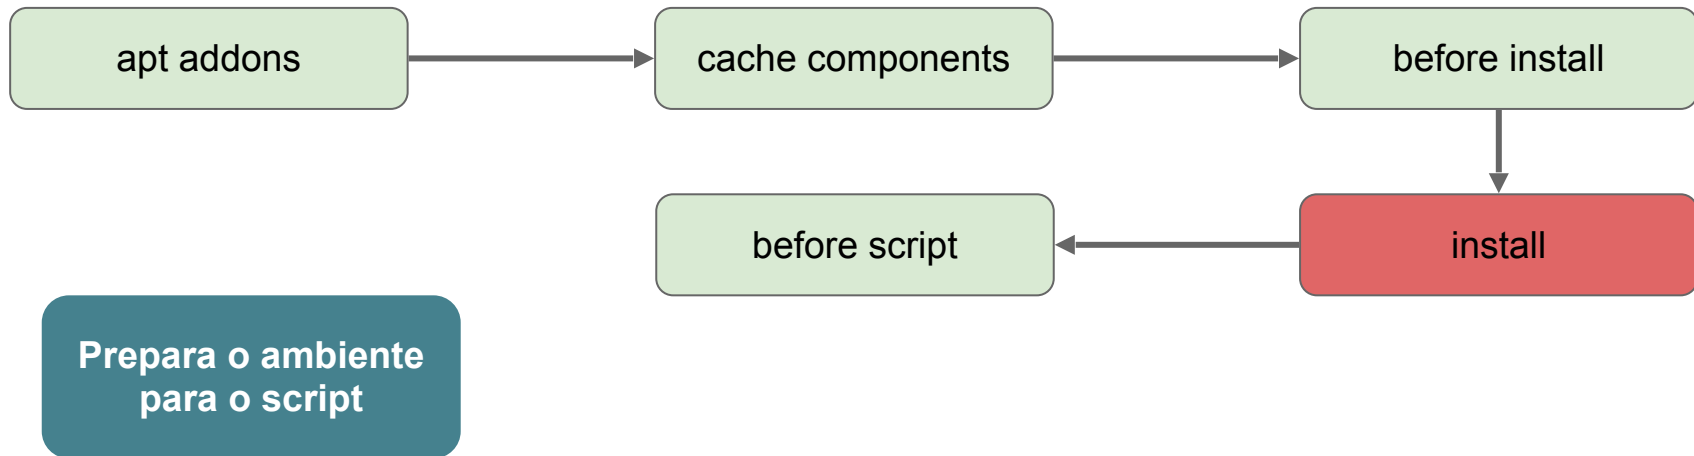 apt addons
cache components
before install
before script
install
Prepara o ambiente
para o script